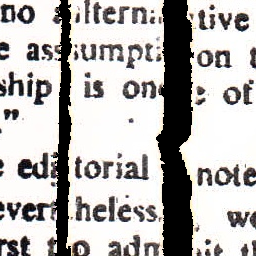 no alternative
assumption
ship is one of
"
editorial note
evertheless, we
rst to admit th